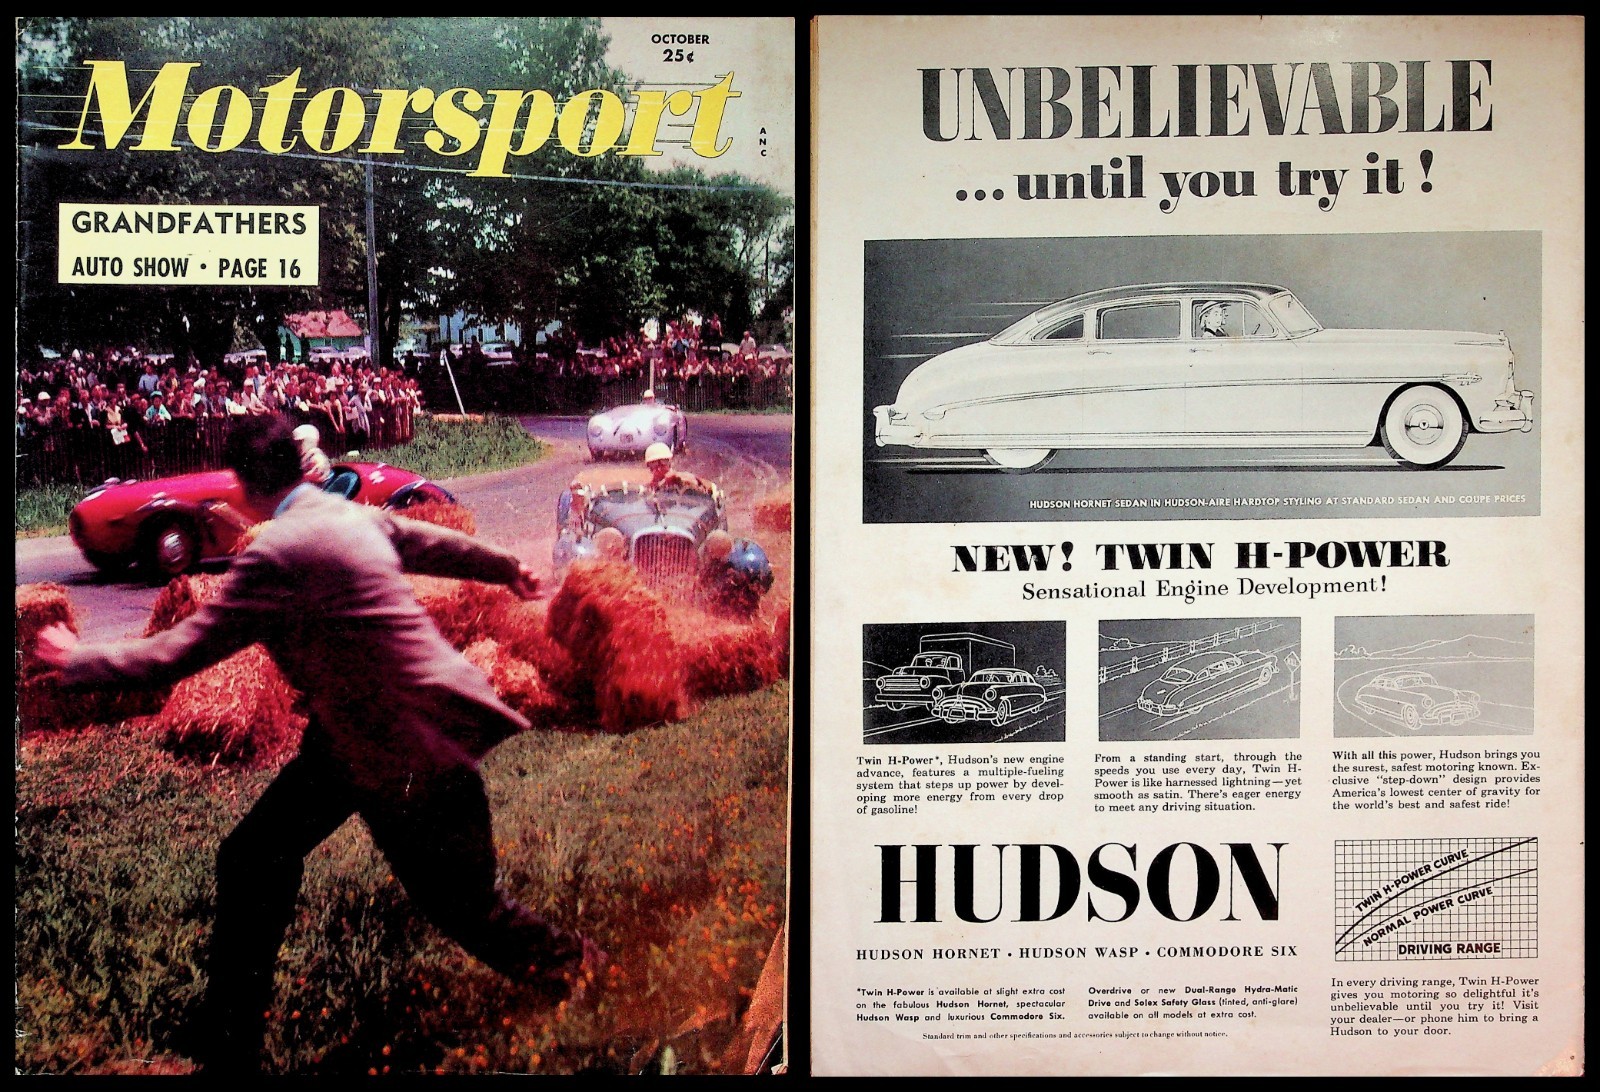 OCTOBER
25¢
Motorsport
A
N
C
GRANDFATHERS
AUTO SHOW • PAGE 16
UNBELIEVABLE
...until you try it!
HUDSON HORNET SEDAN IN HUDSON-AIRE HARDTOP STYLING AT STANDARD SEDAN AND COUPE PRICES
NEW! TWIN H-POWER
Sensational Engine Development!
Twin H-Power*, Hudson's new engine
advance, features a multiple-fueling
system that steps up power by devel-
oping more energy from every drop
of gasoline!
From a standing start, through the
speeds you use every day, Twin H-
Power is like harnessed lightning—yet
smooth as satin. There's eager energy
to meet any driving situation.
With all this power, Hudson brings you
the surest, safest motoring known. Ex-
clusive "step-down" design provides
America's lowest center of gravity for
the world's best and safest ride!
HUDSON
HUDSON HORNET • HUDSON WASP • COMMODORE SIX
TWIN H-POWER CURVE
NORMAL POWER CURVE
DRIVING RANGE
*Twin H-Power is available at slight extra cost
on the fabulous Hudson Hornet, spectacular
Hudson Wasp and luxurious Commodore Six.
Overdrive or new Dual-Range Hydra-Matic
Drive and Solex Safety Glass (tinted, anti-glare)
available on all models at extra cost.
Standard trim and other specifications and accessories subject to change without notice.
In every driving range, Twin H-Power
gives you motoring so delightful it's
unbelievable until you try it! Visit
your dealer—or phone him to bring a
Hudson to your door.